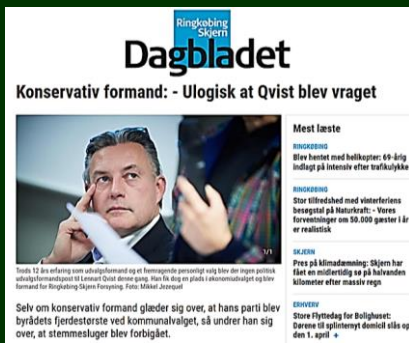 Ringkøbing
Skjern
Dagbladet
Konservativ formand: - Ulogisk at Qvist blev vraget
1/1
Trods 12 års erfaring som udvalgsformand og et fremragende personligt valg blev der ingen politisk
udvalgsformandspost til Lennart Qvist denne gang. Han fik dog en plads i økonomiudvalget og blev
formand for Ringkøbing-Skjern Forsyning. Foto: Mikkel Jezequel
Selv om konservativ formand glæder sig over, at hans parti blev
byrådets fjerdestørste ved kommunalvalget, så undrer han sig
over, at stemmesluger blev forbigået.
Mest læste
RINGKØBING
Blev hentet med helikopter: 69-årig
indlagt på intensiv efter trafikulykke
RINGKØBING
Stor tilfredshed med vinterferiens
besøgstal på Naturkraft: - Vores
forventninger om 50.000 gæster i år
er realistisk
SKJERN
Pres på klimadæmning: Skjern har
fået en midlertidig sø på halvanden
kilometer efter massiv regn
ERHVERV
Store Flyttedag for Bolighuset:
Dørene til splinternyt domicil slås op
den 1. april +